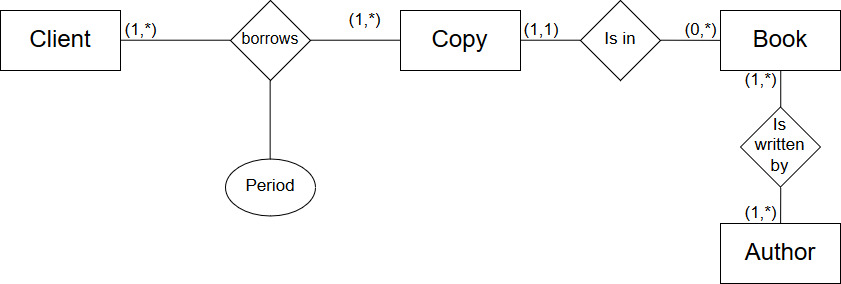 Client
(1,*)
borrows
(1,*)
Copy
(1,1)
Is in
(0,*)
Book
(1,*)
Is
written
by
Period
(1,*)
Author